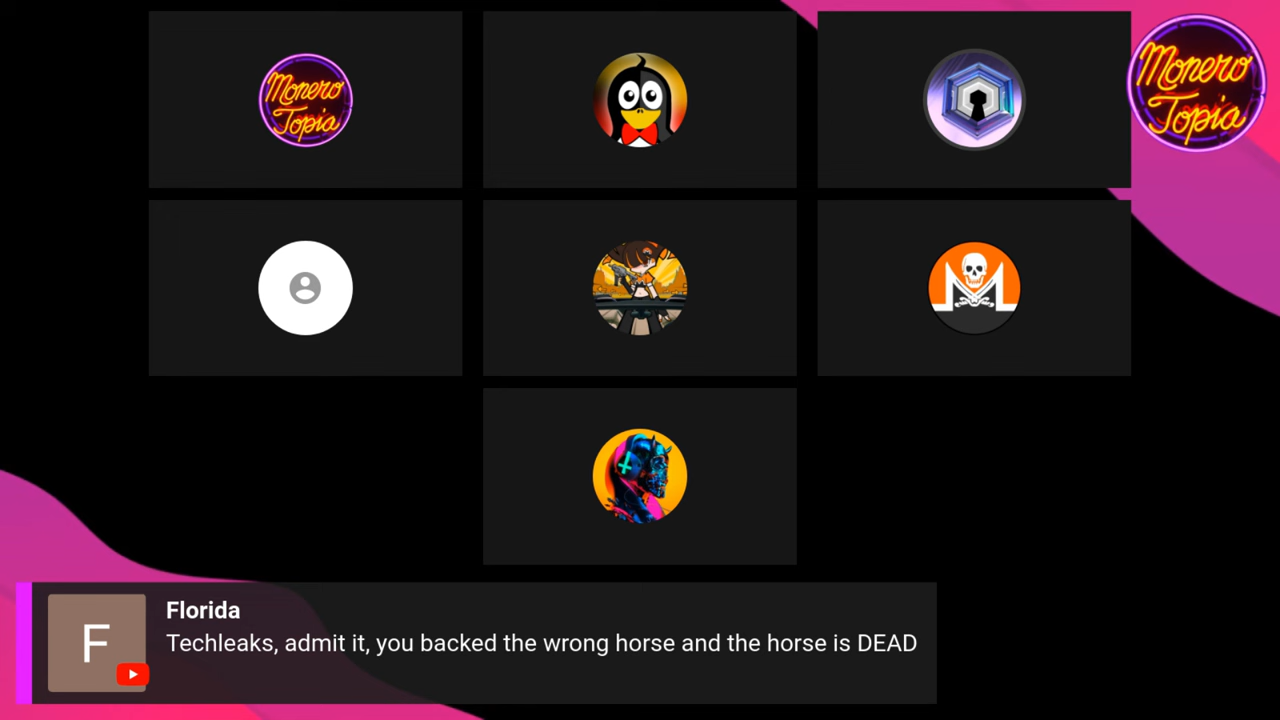 Monero
Topia
Monero
Topia
F
Florida
Techleaks, admit it, you backed the wrong horse and the horse is DEAD